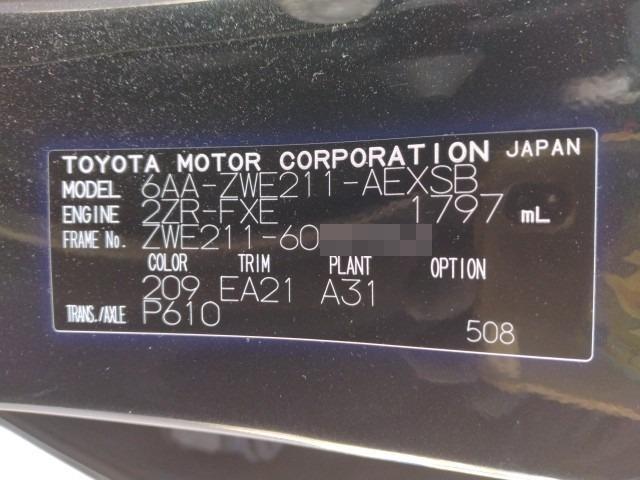 TOYOTA MOTOR CORPORATION JAPAN
MODEL 6AA-ZWE211-AEXSB
ENGINE 2ZR-FXE 1797 mL
FRAME No. ZWE211-60
COLOR TRIM PLANT OPTION
209 EA21 A31
TRANS./AXLE P610
508